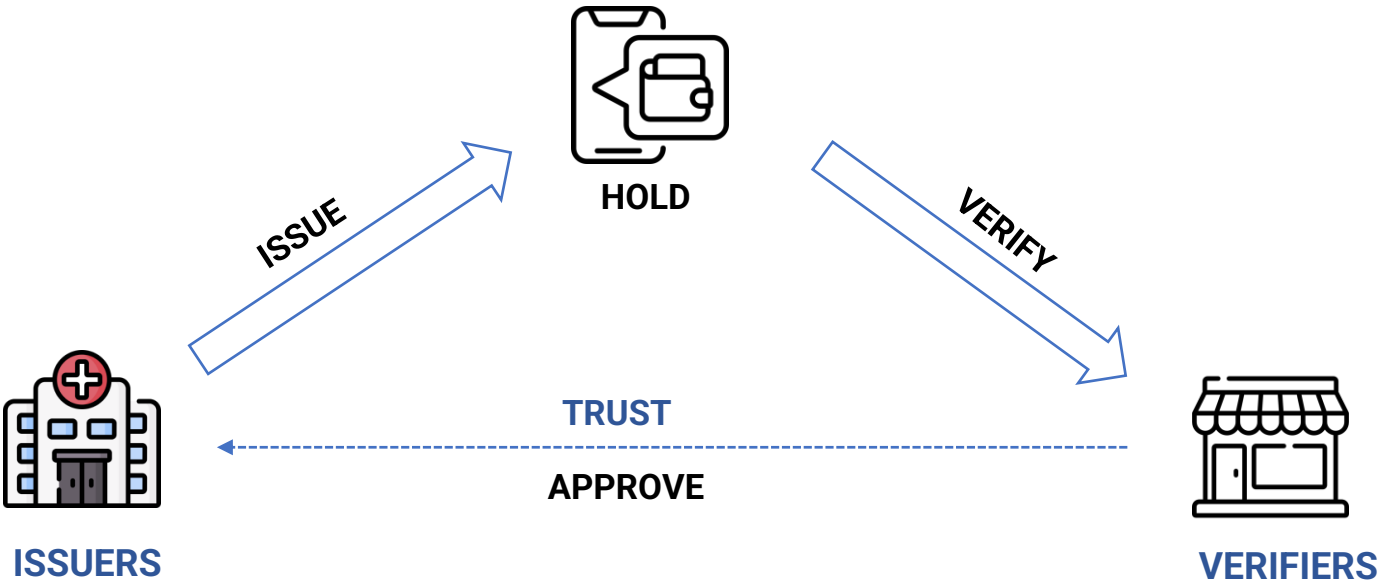 HOLD
ISSUE
VERIFY
TRUST
APPROVE
ISSUERS
VERIFIERS